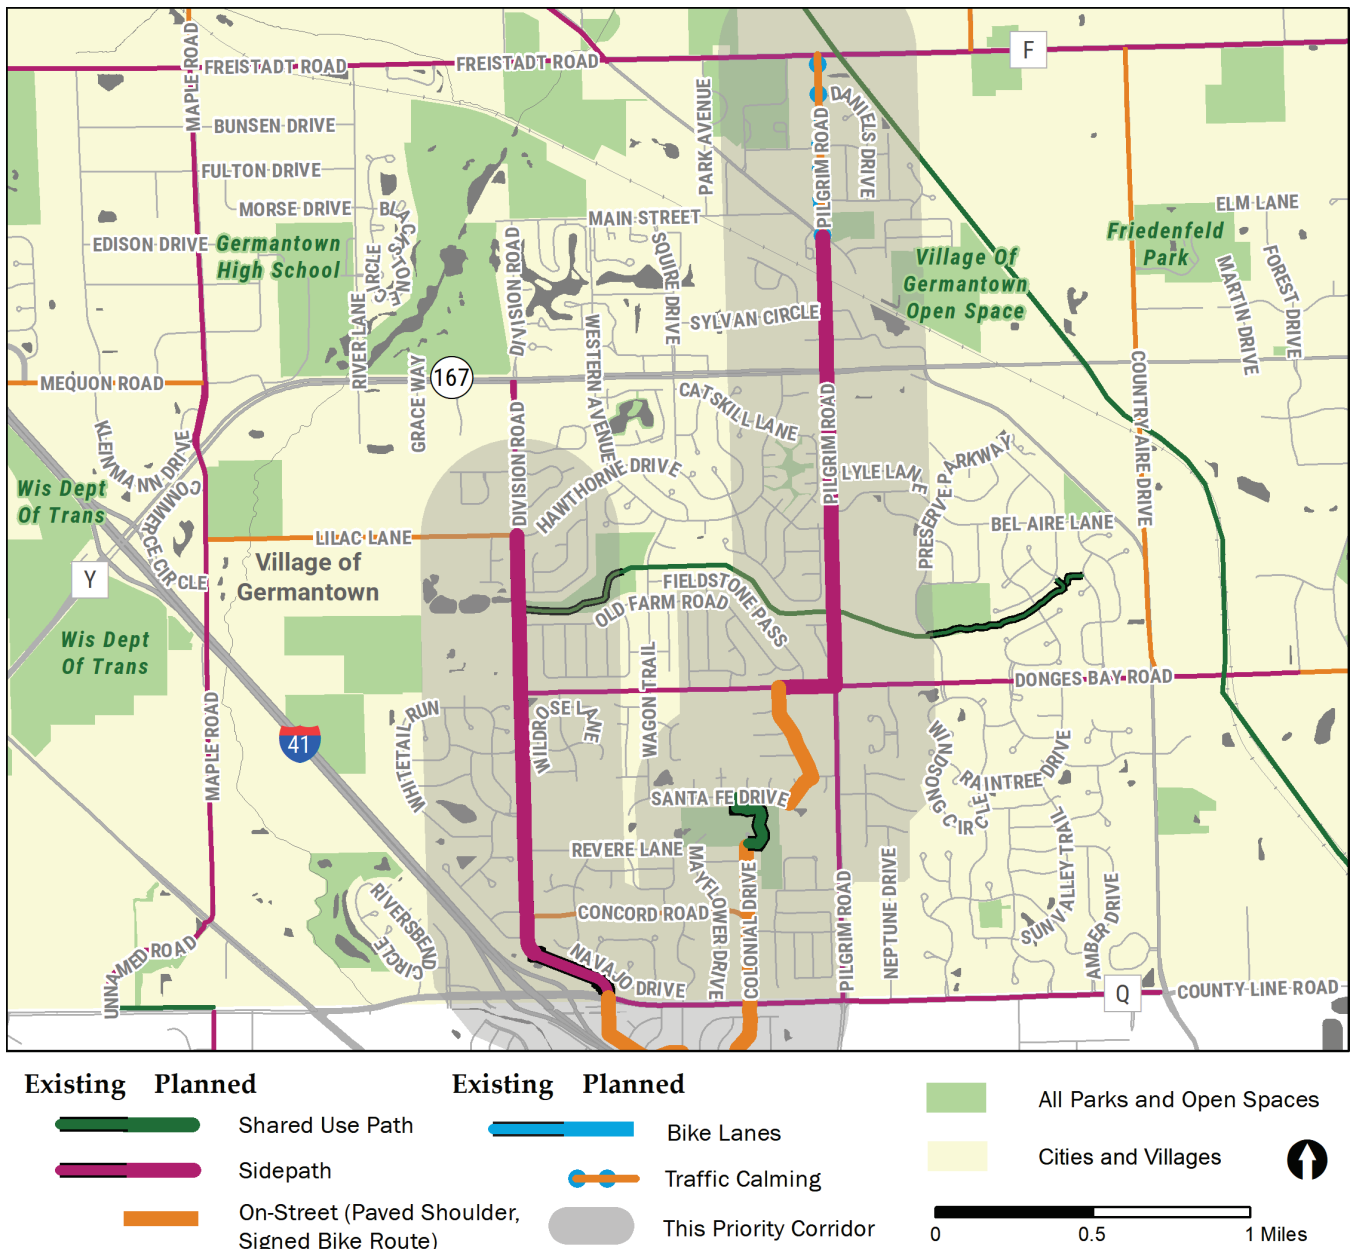 F
MAPLE ROAD
FREISTADT ROAD
FREISTADT ROAD
PARK AVENUE
DANIELS DRIVE
PILGRIM ROAD
BUNSEN DRIVE
FULTON DRIVE
MORSE DRIVE
BLACKSTONE CIRCLE
MAIN STREET
ELM LANE
EDISON DRIVE
Germantown
High School
Friedenfeld
Park
RIVER LANE
DIVISION ROAD
SQUIRE DRIVE
Village Of
Germantown
Open Space
MARTIN DRIVE
FOREST DRIVE
SYLVAN CIRCLE
WESTERN AVENUE
MEQUON ROAD
GRACE WAY
167
CATSKILL LANE
COUNTY AIRE DRIVE
KLEINMANN DRIVE
COMMERCE CIRCLE
DIVISION ROAD
HAWTHORNE DRIVE
PILGRIM ROAD
LYLE LANE
PRESERVE PARKWAY
Wis Dept
Of Trans
BEL AIRE LANE
LILAC LANE
Village of
Germantown
Y
FIELDSTONE PASS
OLD FARM ROAD
Wis Dept
Of Trans
WAGON TRAIL
DONGES BAY ROAD
MAPLE ROAD
41
WHITETAIL RUN
WILDROSE LANE
WINDSONG CIRCLE
RAINTREE DRIVE
SANTA FE DRIVE
REVERE LANE
MAYFLOWER DRIVE
COLONIAL DRIVE
PILGRIM ROAD
NEPTUNE DRIVE
SUN VALLEY TRAIL
AMBER DRIVE
CONCORD ROAD
RIVERSBEND CIRCLE
UNNAMED ROAD
NAVAJO DRIVE
Q
COUNTY LINE ROAD
Existing Planned
Shared Use Path
Sidepath
On-Street (Paved Shoulder,
Signed Bike Route)
Existing Planned
Bike Lanes
Traffic Calming
This Priority Corridor
All Parks and Open Spaces
Cities and Villages
0 0.5 1 Miles